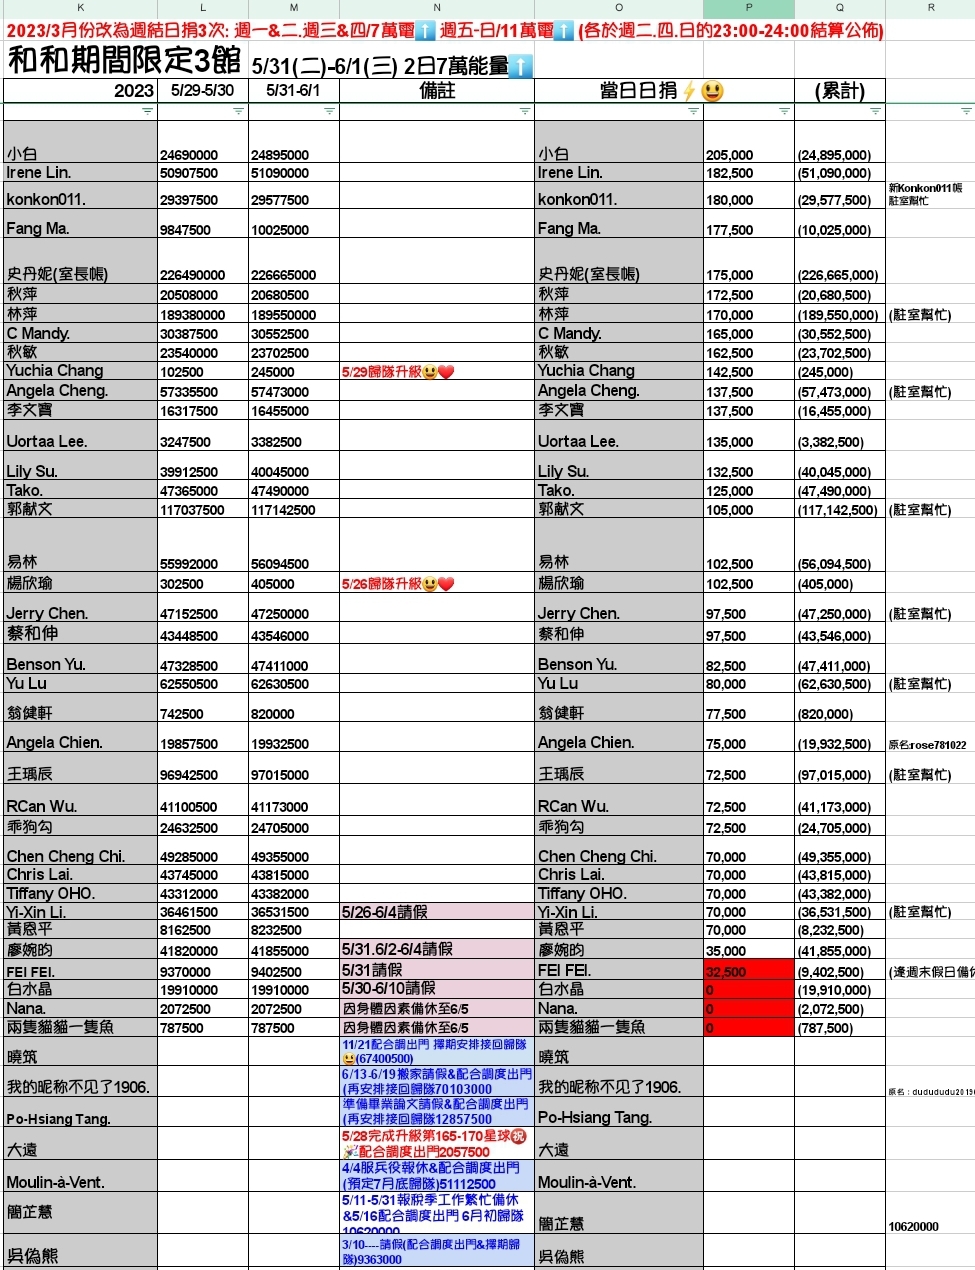 K L M N O P Q R
2023/3月份改為週結日捐3次: 週一&二.週三&四/7萬電⬆️ 週五-日/11萬電⬆️ (各於週二.四.日的23:00-24:00結算公佈)
和和期間限定3館 5/31(二)-6/1(三) 2日7萬能量⬆️
2023 5/29-5/30 5/31-6/1 備註 當日日捐⚡😃 (累計)
小白 24690000 24895000 小白 205,000 (24,895,000)
Irene Lin. 50907500 51090000 Irene Lin. 182,500 (51,090,000)
konkon011. 29397500 29577500 konkon011. 180,000 (29,577,500) 新Konkon011帳
駐室幫忙
Fang Ma. 9847500 10025000 Fang Ma. 177,500 (10,025,000)
史丹妮(室長帳) 226490000 226665000 史丹妮(室長帳) 175,000 (226,665,000)
秋萍 20508000 20680500 秋萍 172,500 (20,680,500)
林萍 189380000 189550000 林萍 170,000 (189,550,000) (駐室幫忙)
C Mandy. 30387500 30552500 C Mandy. 165,000 (30,552,500)
秋敏 23540000 23702500 秋敏 162,500 (23,702,500)
Yuchia Chang 102500 245000 5/29歸隊升級😃❤️ Yuchia Chang 142,500 (245,000)
Angela Cheng. 57335500 57473000 Angela Cheng. 137,500 (57,473,000) (駐室幫忙)
李文寶 16317500 16455000 李文寶 137,500 (16,455,000)
Uortaa Lee. 3247500 3382500 Uortaa Lee. 135,000 (3,382,500)
Lily Su. 39912500 40045000 Lily Su. 132,500 (40,045,000)
Tako. 47365000 47490000 Tako. 125,000 (47,490,000)
郭献文 117037500 117142500 郭献文 105,000 (117,142,500) (駐室幫忙)
易林 55992000 56094500 易林 102,500 (56,094,500)
楊欣瑜 302500 405000 5/26歸隊升級😃❤️ 楊欣瑜 102,500 (405,000)
Jerry Chen. 47152500 47250000 Jerry Chen. 97,500 (47,250,000) (駐室幫忙)
蔡和伸 43448500 43546000 蔡和伸 97,500 (43,546,000)
Benson Yu. 47328500 47411000 Benson Yu. 82,500 (47,411,000)
Yu Lu 62550500 62630500 Yu Lu 80,000 (62,630,500) (駐室幫忙)
翁健軒 742500 820000 翁健軒 77,500 (820,000)
Angela Chien. 19857500 19932500 Angela Chien. 75,000 (19,932,500) 原名:rose781022
王瑀辰 96942500 97015000 王瑀辰 72,500 (97,015,000) (駐室幫忙)
RCan Wu. 41100500 41173000 RCan Wu. 72,500 (41,173,000)
乖狗勾 24632500 24705000 乖狗勾 72,500 (24,705,000)
Chen Cheng Chi. 49285000 49355000 Chen Cheng Chi. 70,000 (49,355,000)
Chris Lai. 43745000 43815000 Chris Lai. 70,000 (43,815,000)
Tiffany OHO. 43312000 43382000 Tiffany OHO. 70,000 (43,382,000)
Yi-Xin Li. 36461500 36531500 5/26-6/4請假 Yi-Xin Li. 70,000 (36,531,500) (駐室幫忙)
黃恩平 8162500 8232500 黃恩平 70,000 (8,232,500)
廖婉昀 41820000 41855000 5/31.6/2-6/4請假 廖婉昀 35,000 (41,855,000)
FEI FEI. 9370000 9402500 5/31請假 FEI FEI. 32,500 (9,402,500) (逢週末假日備休
白水晶 19910000 19910000 5/30-6/10請假 白水晶 0 (19,910,000)
Nana. 2072500 2072500 因身體因素備休至6/5 Nana. 0 (2,072,500)
兩隻貓貓一隻魚 787500 787500 因身體因素備休至6/5 兩隻貓貓一隻魚 0 (787,500)
曉筑 11/21配合調出門 擇期安排接回歸隊
😃(67400500) 曉筑
我的昵称不见了1906. 6/13-6/19搬家請假&配合調度出門
(再安排接回歸隊70103000 我的昵称不见了1906. 原名：dudududu2019
Po-Hsiang Tang. 準備畢業論文請假&配合調度出門
(再安排接回歸隊12857500 Po-Hsiang Tang.
大遠 5/28完成升級第165-170星球㊗️
🎉配合調度出門2057500 大遠
Moulin-à-Vent. 4/4服兵役報休&配合調度出門
(預定7月底歸隊)51112500 Moulin-à-Vent.
簡芷慧 5/11-5/31報稅季工作繁忙備休
&5/16配合調度出門 6月初歸隊
10620000 簡芷慧 10620000
吳偽熊 3/10----請假(配合調度出門&擇期歸
隊)9363000 吳偽熊